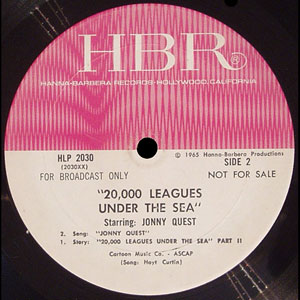 HBR®
HANNA-BARBERA RECORDS·HOLLYWOOD, CALIFORNIA
HLP 2030
(2030XX)
FOR BROADCAST ONLY
© 1965 Hanna-Barbera Productions
SIDE 2
NOT FOR SALE
"20,000 LEAGUES
UNDER THE SEA"
Starring: JONNY QUEST
2. Song: "JONNY QUEST"
1. Story: "20,000 LEAGUES UNDER THE SEA" PART II
Cartoon Music Co. - ASCAP
(Song: Hoyt Curtin)